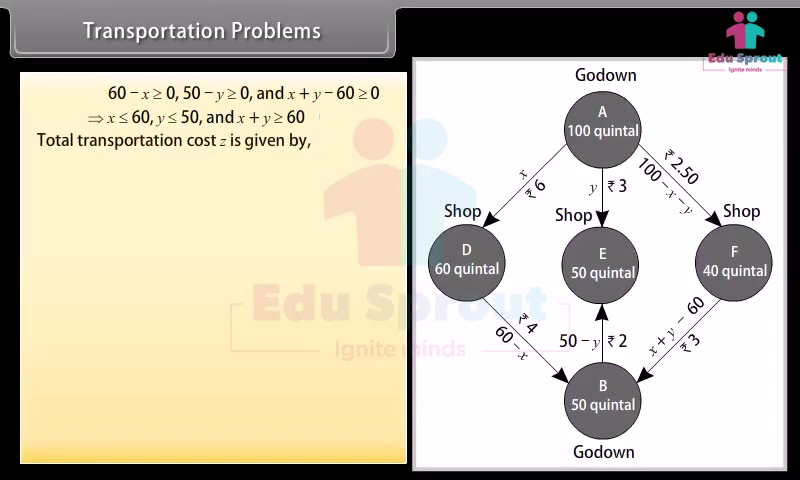 Transportation Problems
Edu Sprout
Ignite minds
60 − x ≥ 0, 50 − y ≥ 0, and x + y − 60 ≥ 0
⇒ x ≤ 60, y ≤ 50, and x + y ≥ 60
Total transportation cost z is given by,
Edu Sprout
Ignite minds
Godown
A
100 quintal
x
₹ 6
y ₹ 3
₹ 2.50
100 − x − y
Shop
Shop
Shop
D
60 quintal
E
50 quintal
F
40 quintal
₹ 4
60 − x
50 − y ₹ 2
x + y − 60
₹ 3
B
50 quintal
Godown